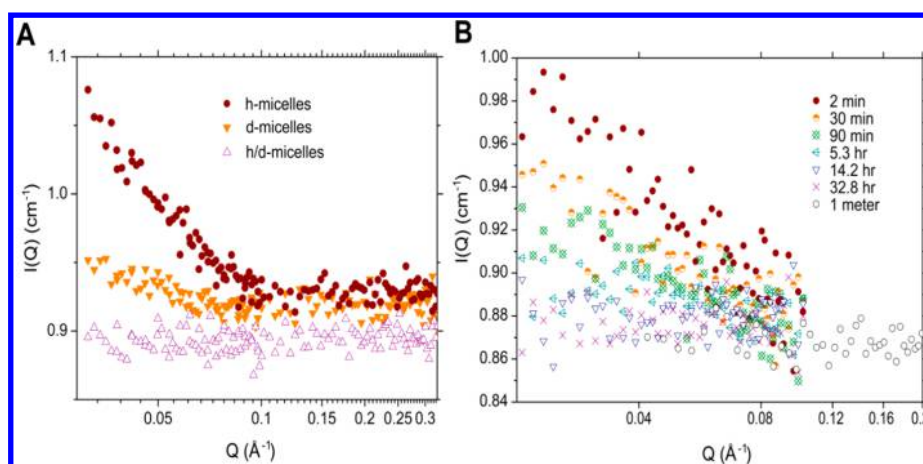 A
1.1
1.0
0.9
I(Q) (cm⁻¹)
h-micelles
d-micelles
h/d-micelles
0.05
0.1
0.15
0.2
0.25
0.3
Q (Å⁻¹)
B
1.00
0.98
0.96
0.94
0.92
0.90
0.88
0.86
0.84
I(Q) (cm⁻¹)
2 min
30 min
90 min
5.3 hr
14.2 hr
32.8 hr
1 meter
0.04
0.08
0.12
0.16
Q (Å⁻¹)